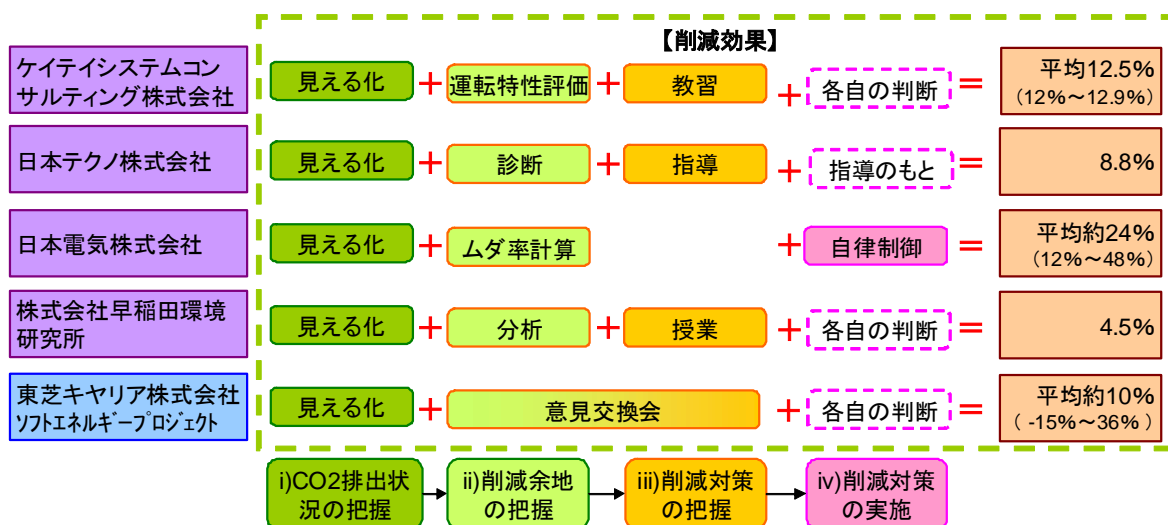 【削減効果】
ケイテイシステムコン
サルティング株式会社
見える化 + 運転特性評価 + 教習 + 各自の判断 = 平均12.5%
(12%～12.9%)
日本テクノ株式会社
見える化 + 診断 + 指導 + 指導のもと = 8.8%
日本電気株式会社
見える化 + ムダ率計算 + 自律制御 = 平均約24%
(12%～48%)
株式会社早稲田環境
研究所
見える化 + 分析 + 授業 + 各自の判断 = 4.5%
東芝キヤリア株式会社
ｿﾌﾄｴﾈﾙｷﾞｰﾌﾟﾛｼﾞｪｸﾄ
見える化 + 意見交換会 + 各自の判断 = 平均約10%
( -15%～36%)
i)CO2排出状
況の把握
ii)削減余地
の把握
iii)削減対策
の把握
iv)削減対策
の実施